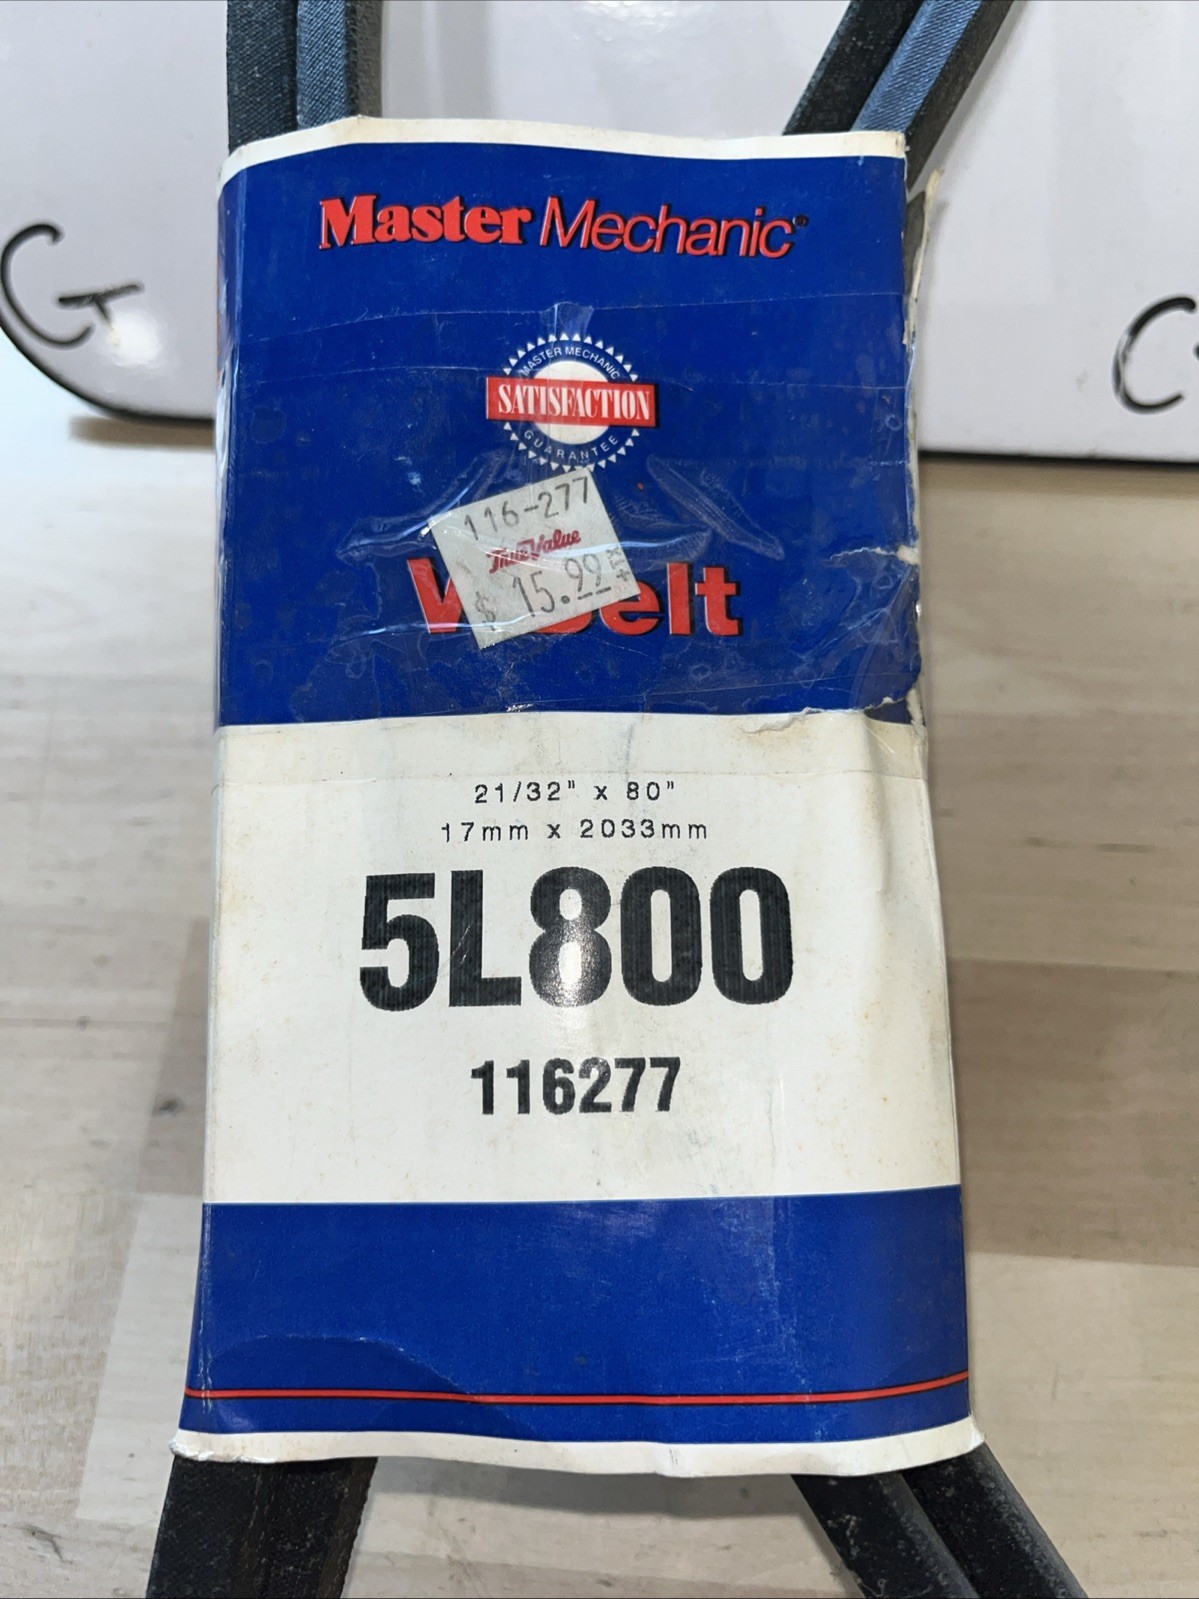 Master Mechanic®
MASTER MECHANIC
SATISFACTION
GUARANTEE
116-277
True Value
$ 15.99
V-Belt
21/32" x 80"
17mm x 2033mm
5L800
116277
G